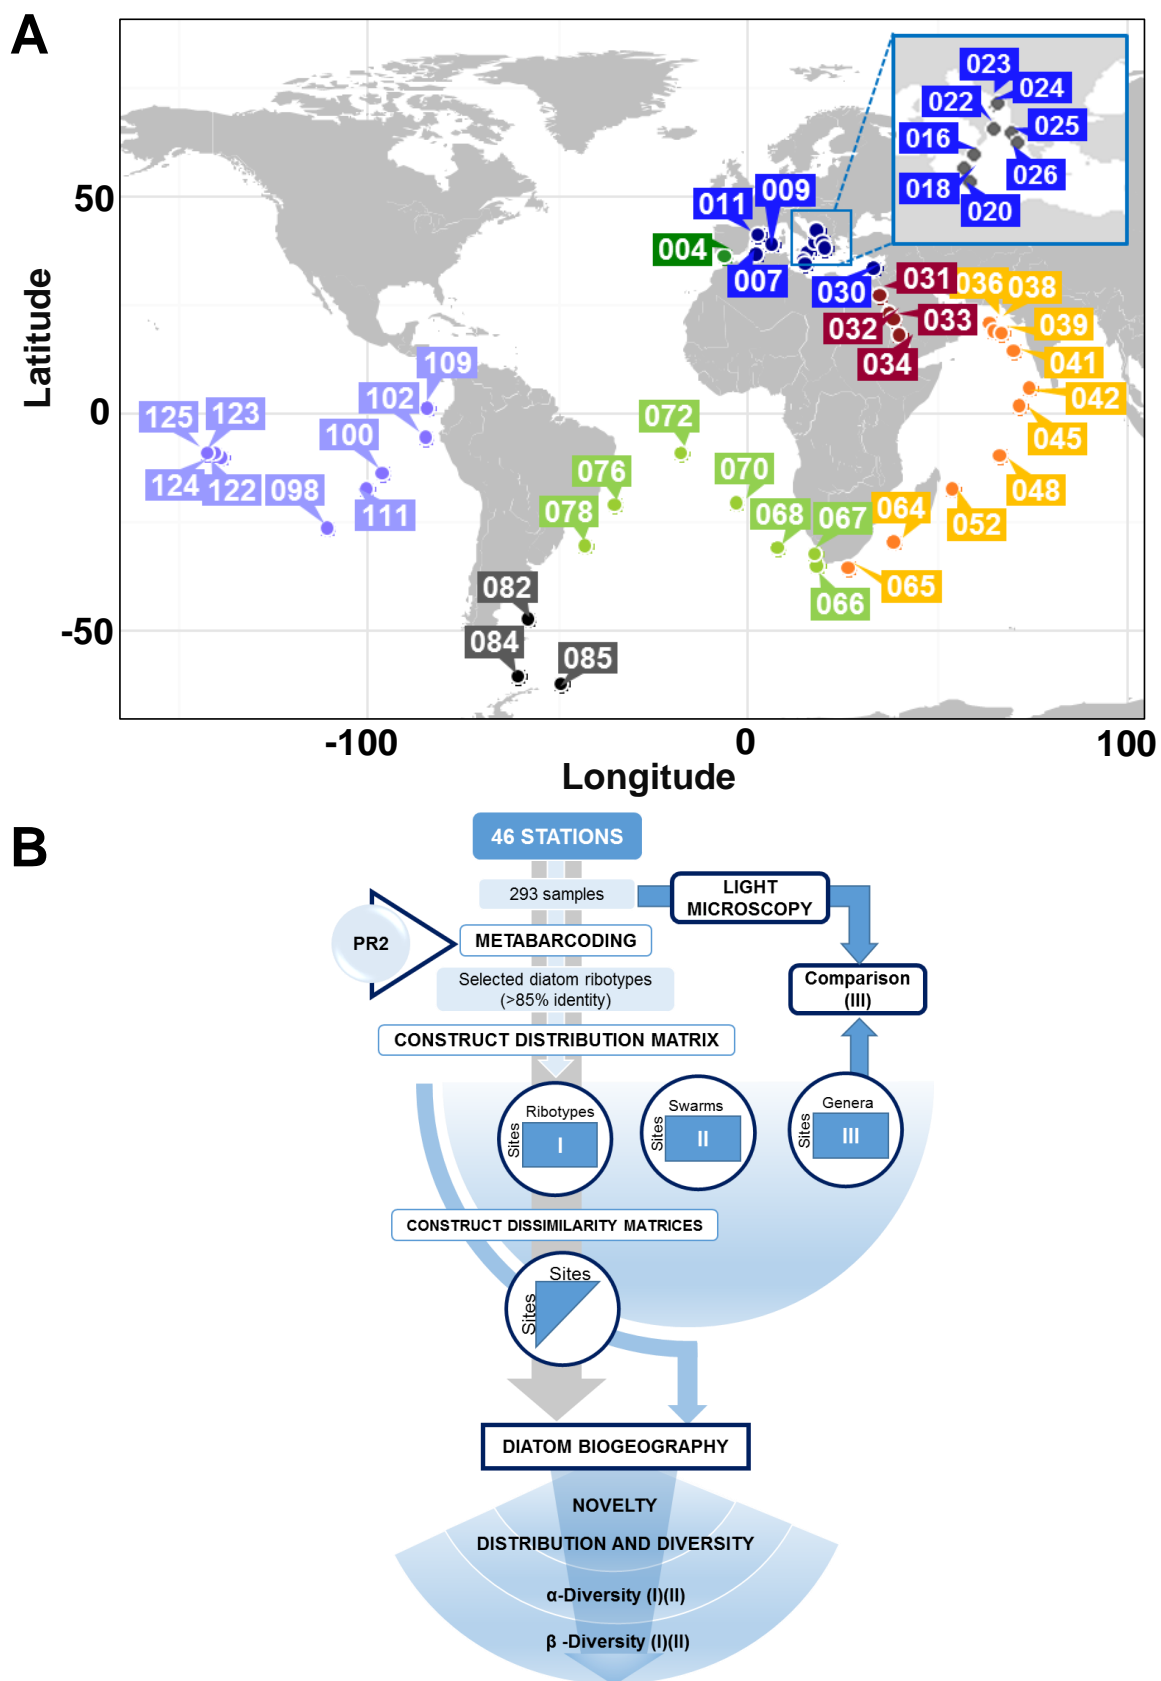 A
023
024
022
025
016
026
018
020
50
011
009
004
007
030
031
036
038
032
033
039
034
041
042
045
109
102
125
123
100
124
122
098
111
072
076
070
078
068
067
064
048
052
066
065
0
082
084
085
-50
-100
0
100
Latitude
Longitude
B
46 STATIONS
293 samples
LIGHT
MICROSCOPY
PR2
METABARCODING
Selected diatom ribotypes
(>85% identity)
Comparison
(III)
CONSTRUCT DISTRIBUTION MATRIX
Ribotypes
Sites
I
Swarms
Sites
II
Genera
Sites
III
CONSTRUCT DISSIMILARITY MATRICES
Sites
Sites
DIATOM BIOGEOGRAPHY
NOVELTY
DISTRIBUTION AND DIVERSITY
α-Diversity (I)(II)
β -Diversity (I)(II)